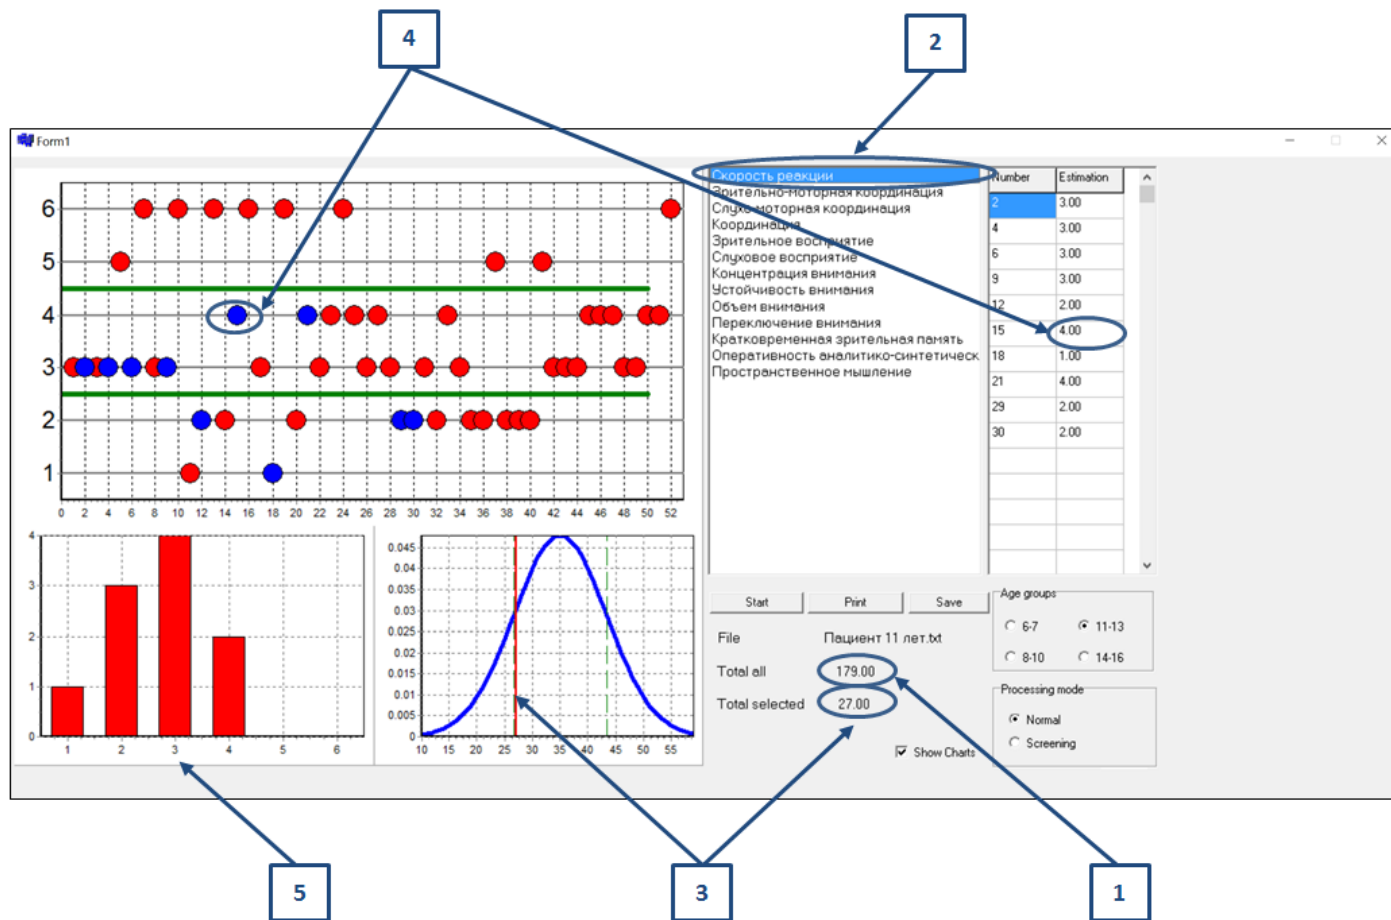 4
2
Form1
6
5
4
3
2
1
0 2 4 6 8 10 12 14 16 18 20 22 24 26 28 30 32 34 36 38 40 42 44 46 48 50 52
Скорость реакции
Зрительно-моторная координация
Слухо-моторная координация
Координация
Зрительное восприятие
Слуховое восприятие
Концентрация внимания
Устойчивость внимания
Объем внимания
Переключение внимания
Кратковременная зрительная память
Оперативность аналитико-синтетическ
Пространственное мышление
Number Estimation
2 3.00
4 3.00
6 3.00
9 3.00
12 2.00
15 4.00
18 1.00
21 4.00
29 2.00
30 2.00
4
3
2
1
0
1 2 3 4 5 6
0.045
0.04
0.035
0.03
0.025
0.02
0.015
0.01
0.005
0
10 15 20 25 30 35 40 45 50 55
Start Print Save
File Пациент 11 лет.txt
Total all 179.00
Total selected 27.00
Show Charts
Age groups
6-7 11-13
8-10 14-16
Processing mode
Normal
Screening
5
3
1